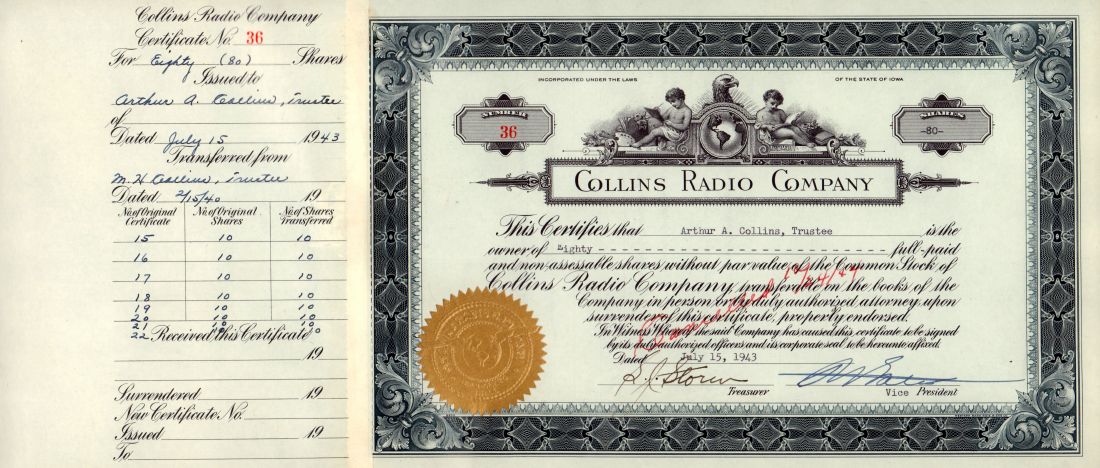 Collins Radio Company
Certificate No. 36
For Eighty (80) Shares
Issued to
Arthur A. Collins, Trustee
of
Dated July 15 1943
Transferred from
M. H. Collins, Trustee
Dated 2/15/40 19
No. of Original Certificate No. of Original Shares No. of Shares Transferred
15 10 10
16 10 10
17 10 10
18 10 10
19 10 10
20 10 10
21 10 10
22 Received this Certificate
19
Surrendered 19
New Certificate No.
Issued 19
To
INCORPORATED UNDER THE LAWS OF THE STATE OF IOWA
NUMBER
36
SHARES
-80-
COLLINS RADIO COMPANY
This Certifies that Arthur A. Collins, Trustee is the
owner of Eighty - - - - - - - - - - - - - - - - - - - - - - - - - - full-paid
and non-assessable shares without par value of the Common Stock of
Collins Radio Company transferable on the books of the
Company in person or by duly authorized attorney upon
surrender of this certificate, properly endorsed.
In Witness Whereof the said Company has caused this certificate to be signed
by its duly authorized officers and its corporate seal to be hereunto affixed.
Dated July 15, 1943
Treasurer Vice President
Cancelled